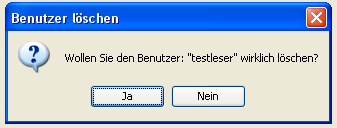 Benutzer löschen
Wollen Sie den Benutzer: "testleser" wirklich löschen?
Ja
Nein